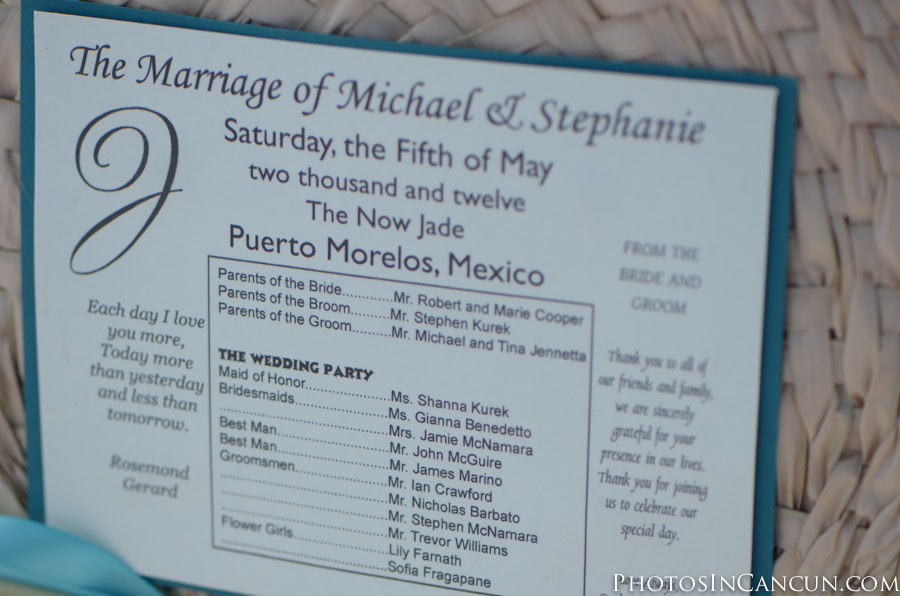 The Marriage of Michael & Stephanie
J
Saturday, the Fifth of May
two thousand and twelve
The Now Jade
Puerto Morelos, Mexico
Each day I love
you more,
Today more
than yesterday
and less than
tomorrow.
Rosemond
Gerard
Parents of the Bride............Mr. Robert and Marie Cooper
Parents of the Broom.........Mr. Stephen Kurek
Parents of the Groom.........Mr. Michael and Tina Jennetta
THE WEDDING PARTY
Maid of Honor....................Ms. Shanna Kurek
Bridesmaids.......................Ms. Gianna Benedetto
Mrs. Jamie McNamara
Best Man...........................Mr. John McGuire
Best Man...........................Mr. James Marino
Groomsmen......................Mr. Ian Crawford
Mr. Nicholas Barbato
Mr. Stephen McNamara
Mr. Trevor Williams
Flower Girls.......................Lily Farnath
Sofia Fragapane
FROM THE
BRIDE AND
GROOM
Thank you to all of
our friends and family,
we are sincerely
grateful for your
presence in our lives.
Thank you for joining
us to celebrate our
special day.
PHOTOSINCANCUN.COM